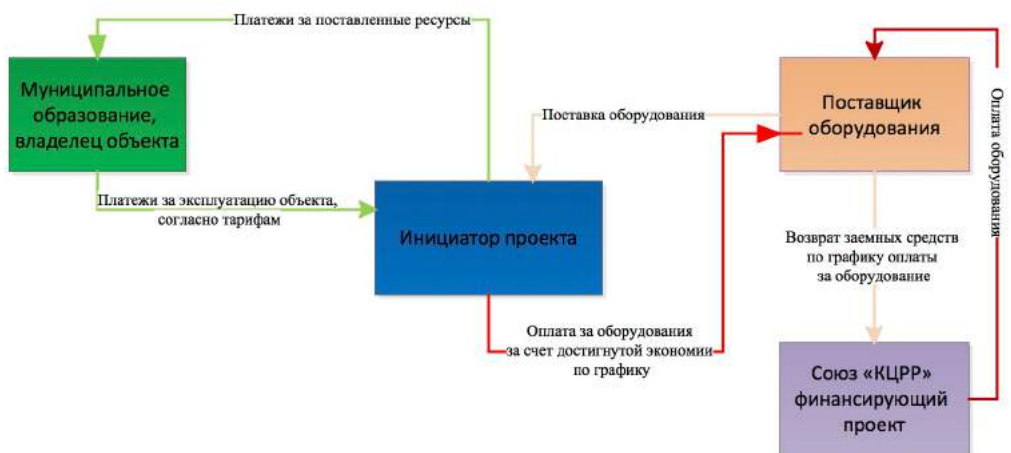 Платежи за поставленные ресурсы
Муниципальное
образование,
владелец объекта
Поставщик
оборудования
Поставка оборудования
Оплата оборудования
Платежи за эксплуатацию объекта,
согласно тарифам
Инициатор проекта
Возврат заемных средств
по графику оплаты
за оборудование
Оплата за оборудования
за счет достигнутой экономии
по графику
Союз «КЦРР»
финансирующий
проект